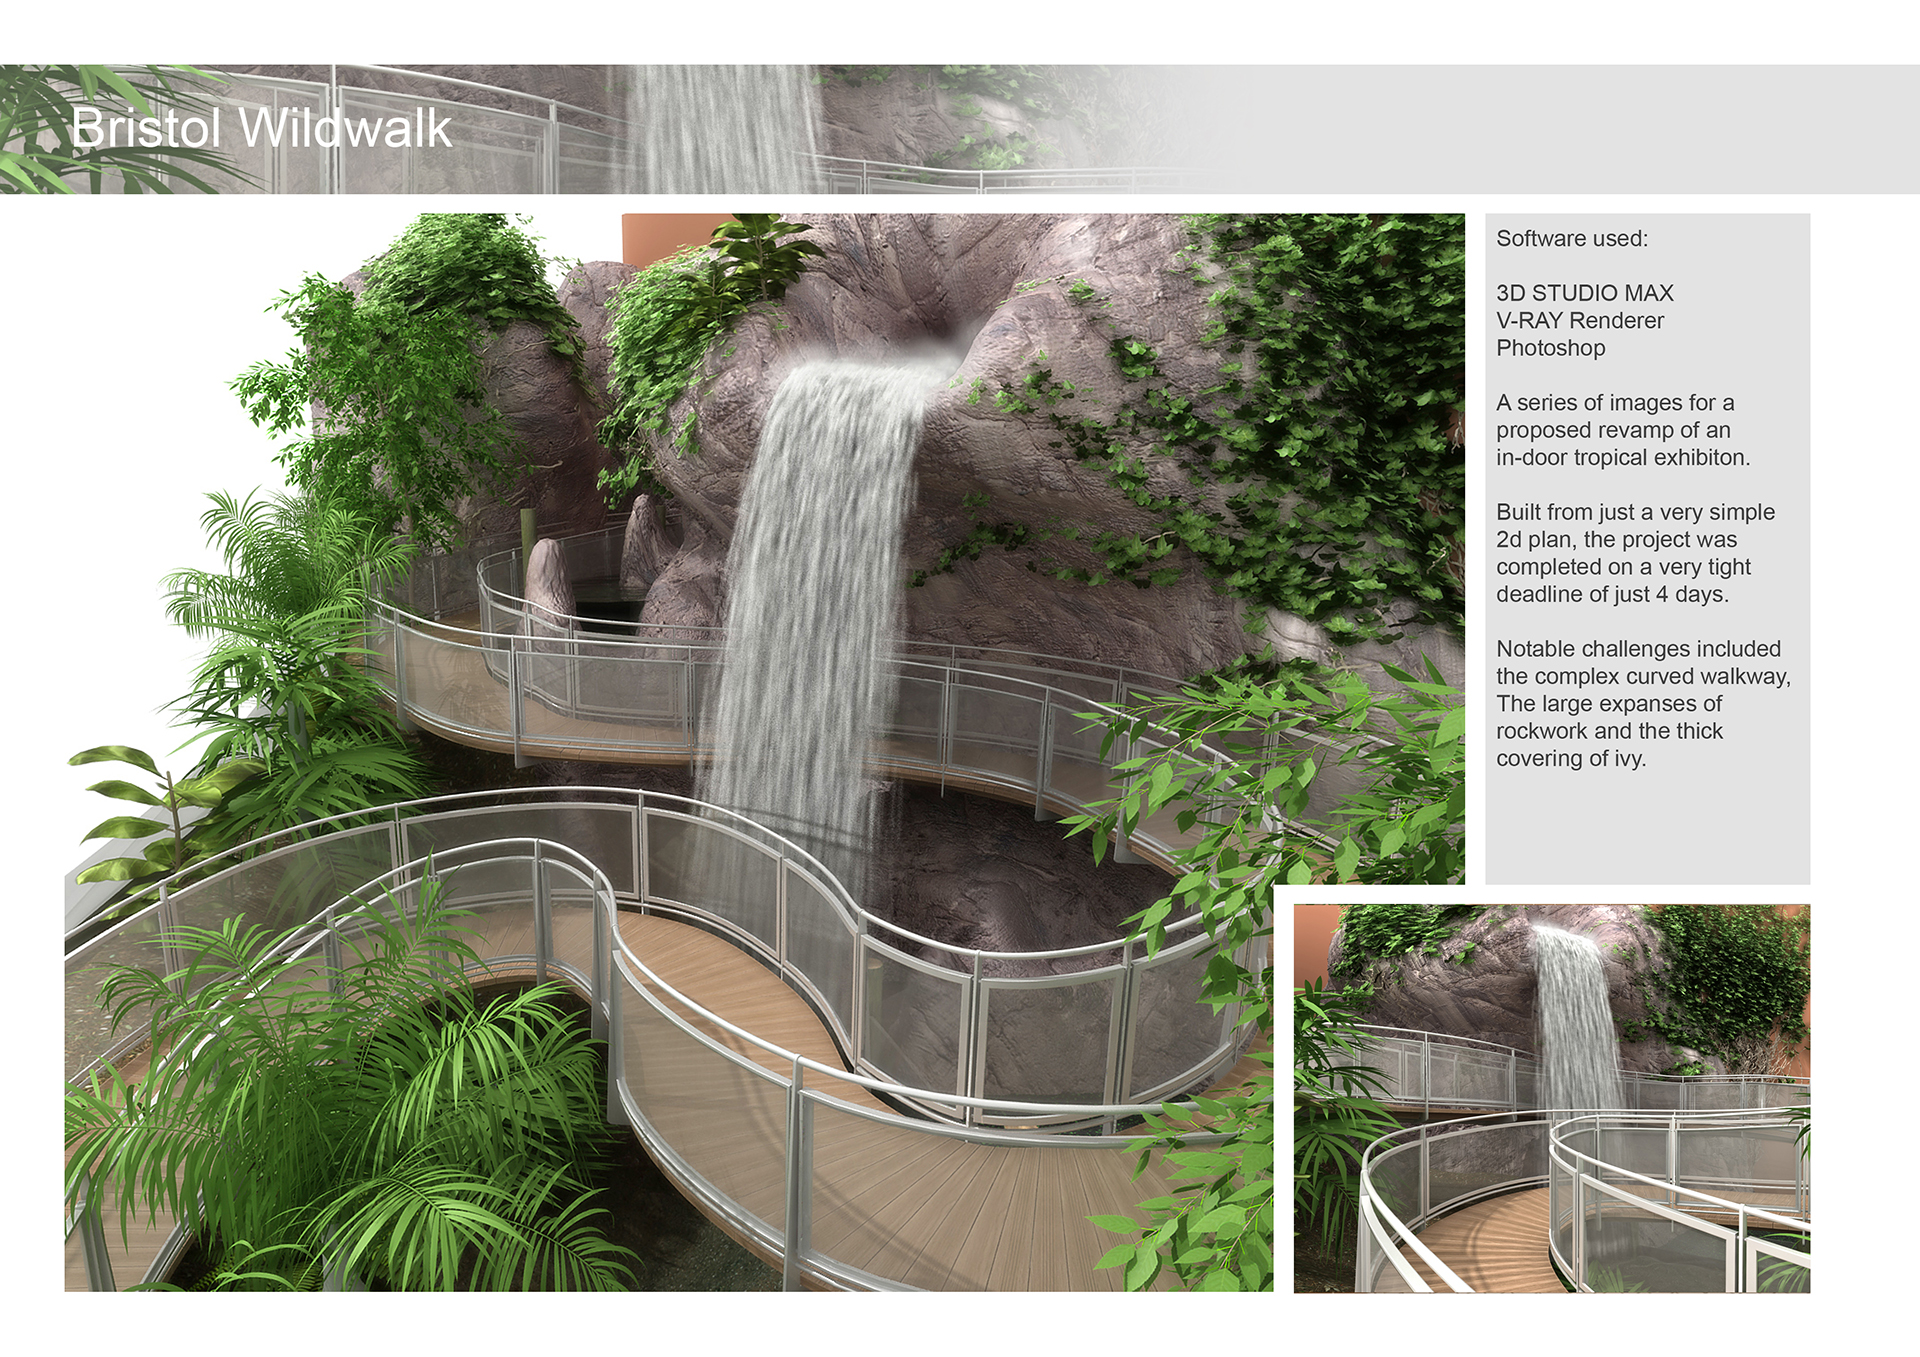 Bristol Wildwalk
Software used:
3D STUDIO MAX
V-RAY Renderer
Photoshop
A series of images for a
proposed revamp of an
in-door tropical exhibiton.
Built from just a very simple
2d plan, the project was
completed on a very tight
deadline of just 4 days.
Notable challenges included
the complex curved walkway,
The large expanses of
rockwork and the thick
covering of ivy.